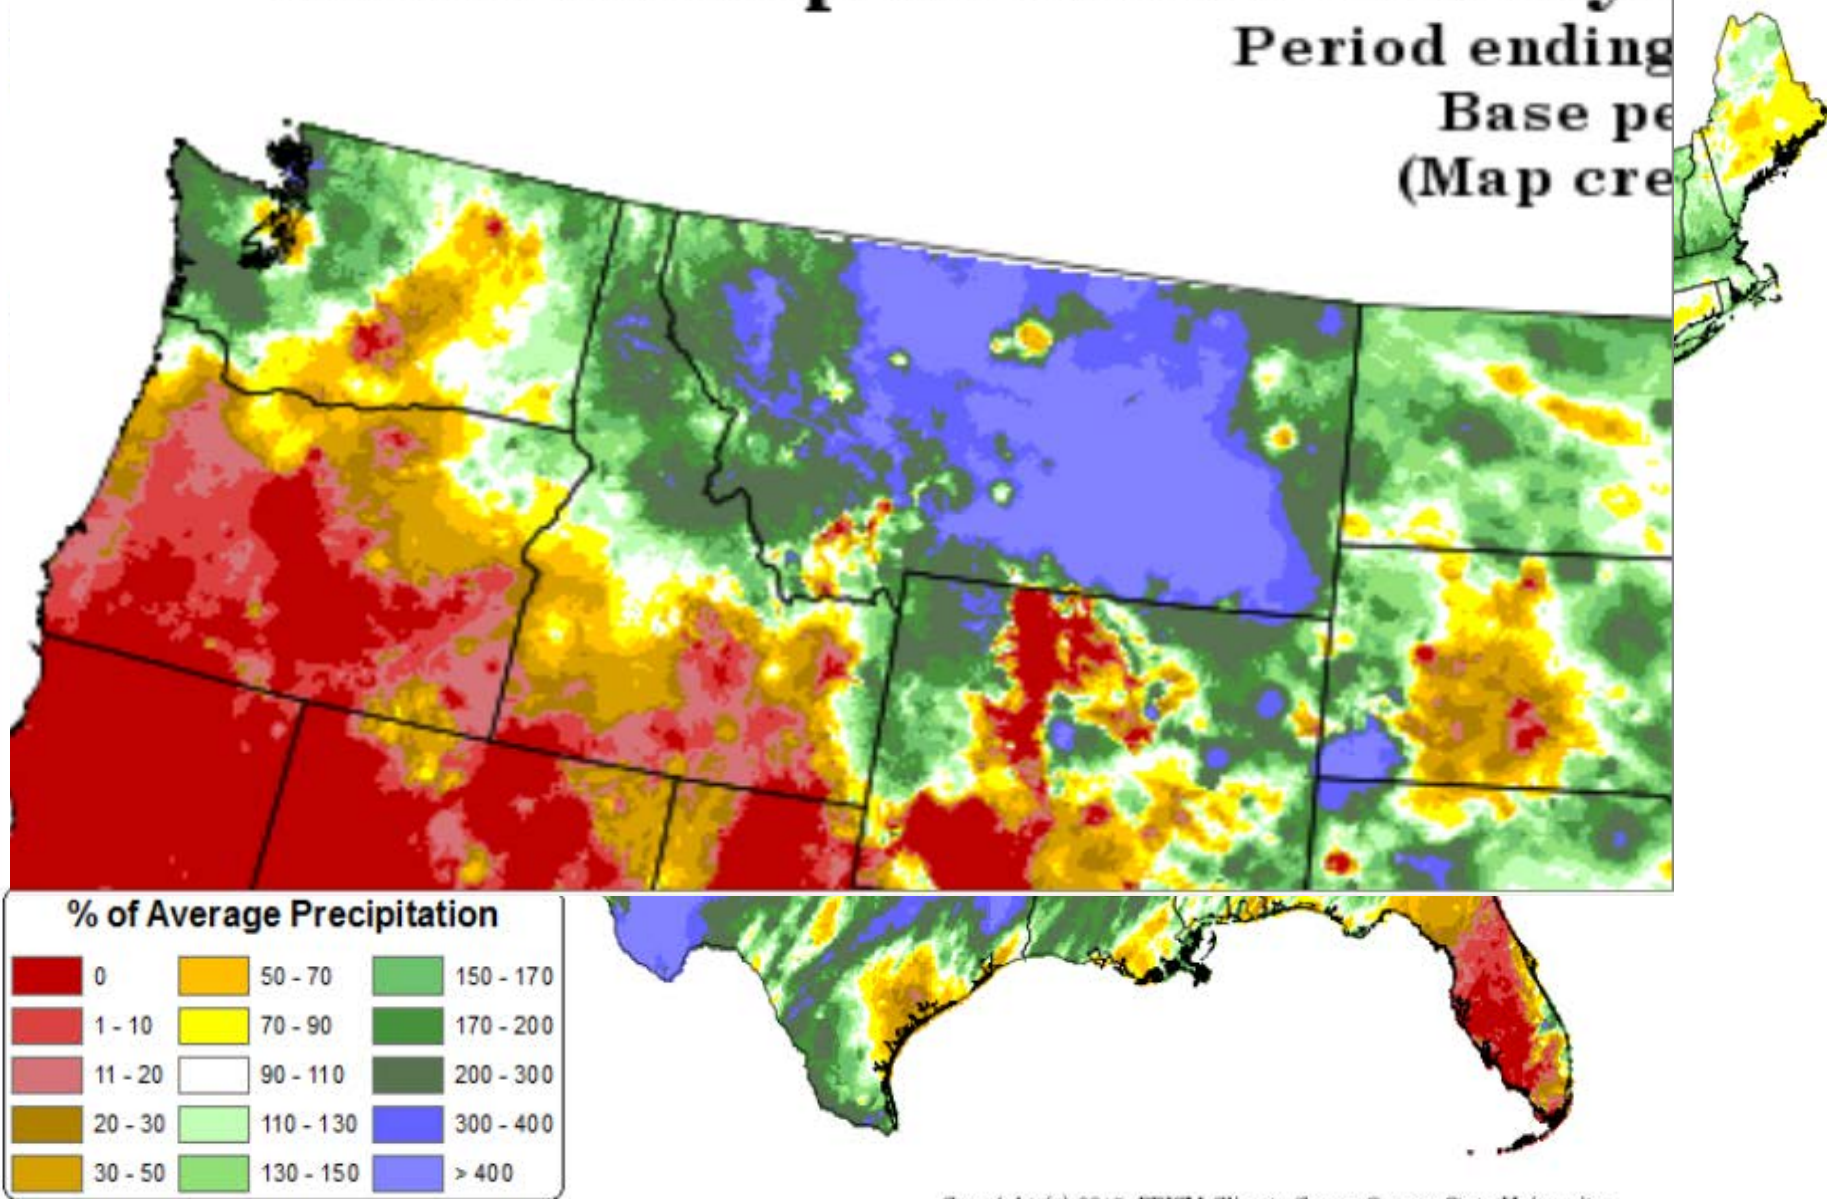 Period ending
Base pe
(Map cre
% of Average Precipitation
0
1 - 10
11 - 20
20 - 30
30 - 50
50 - 70
70 - 90
90 - 110
110 - 130
130 - 150
150 - 170
170 - 200
200 - 300
300 - 400
> 400